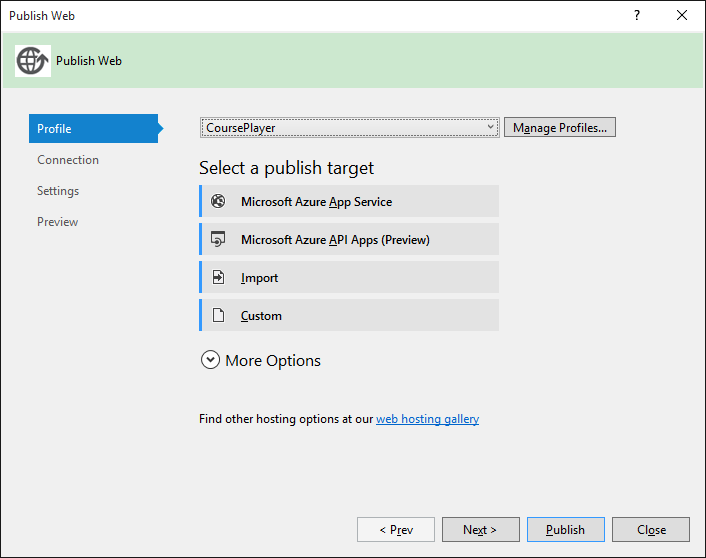 Publish Web
?
Publish Web
Profile
Connection
Settings
Preview
CoursePlayer
Manage Profiles...
Select a publish target
Microsoft Azure App Service
Microsoft Azure API Apps (Preview)
Import
Custom
More Options
Find other hosting options at our web hosting gallery
< Prev
Next >
Publish
Close